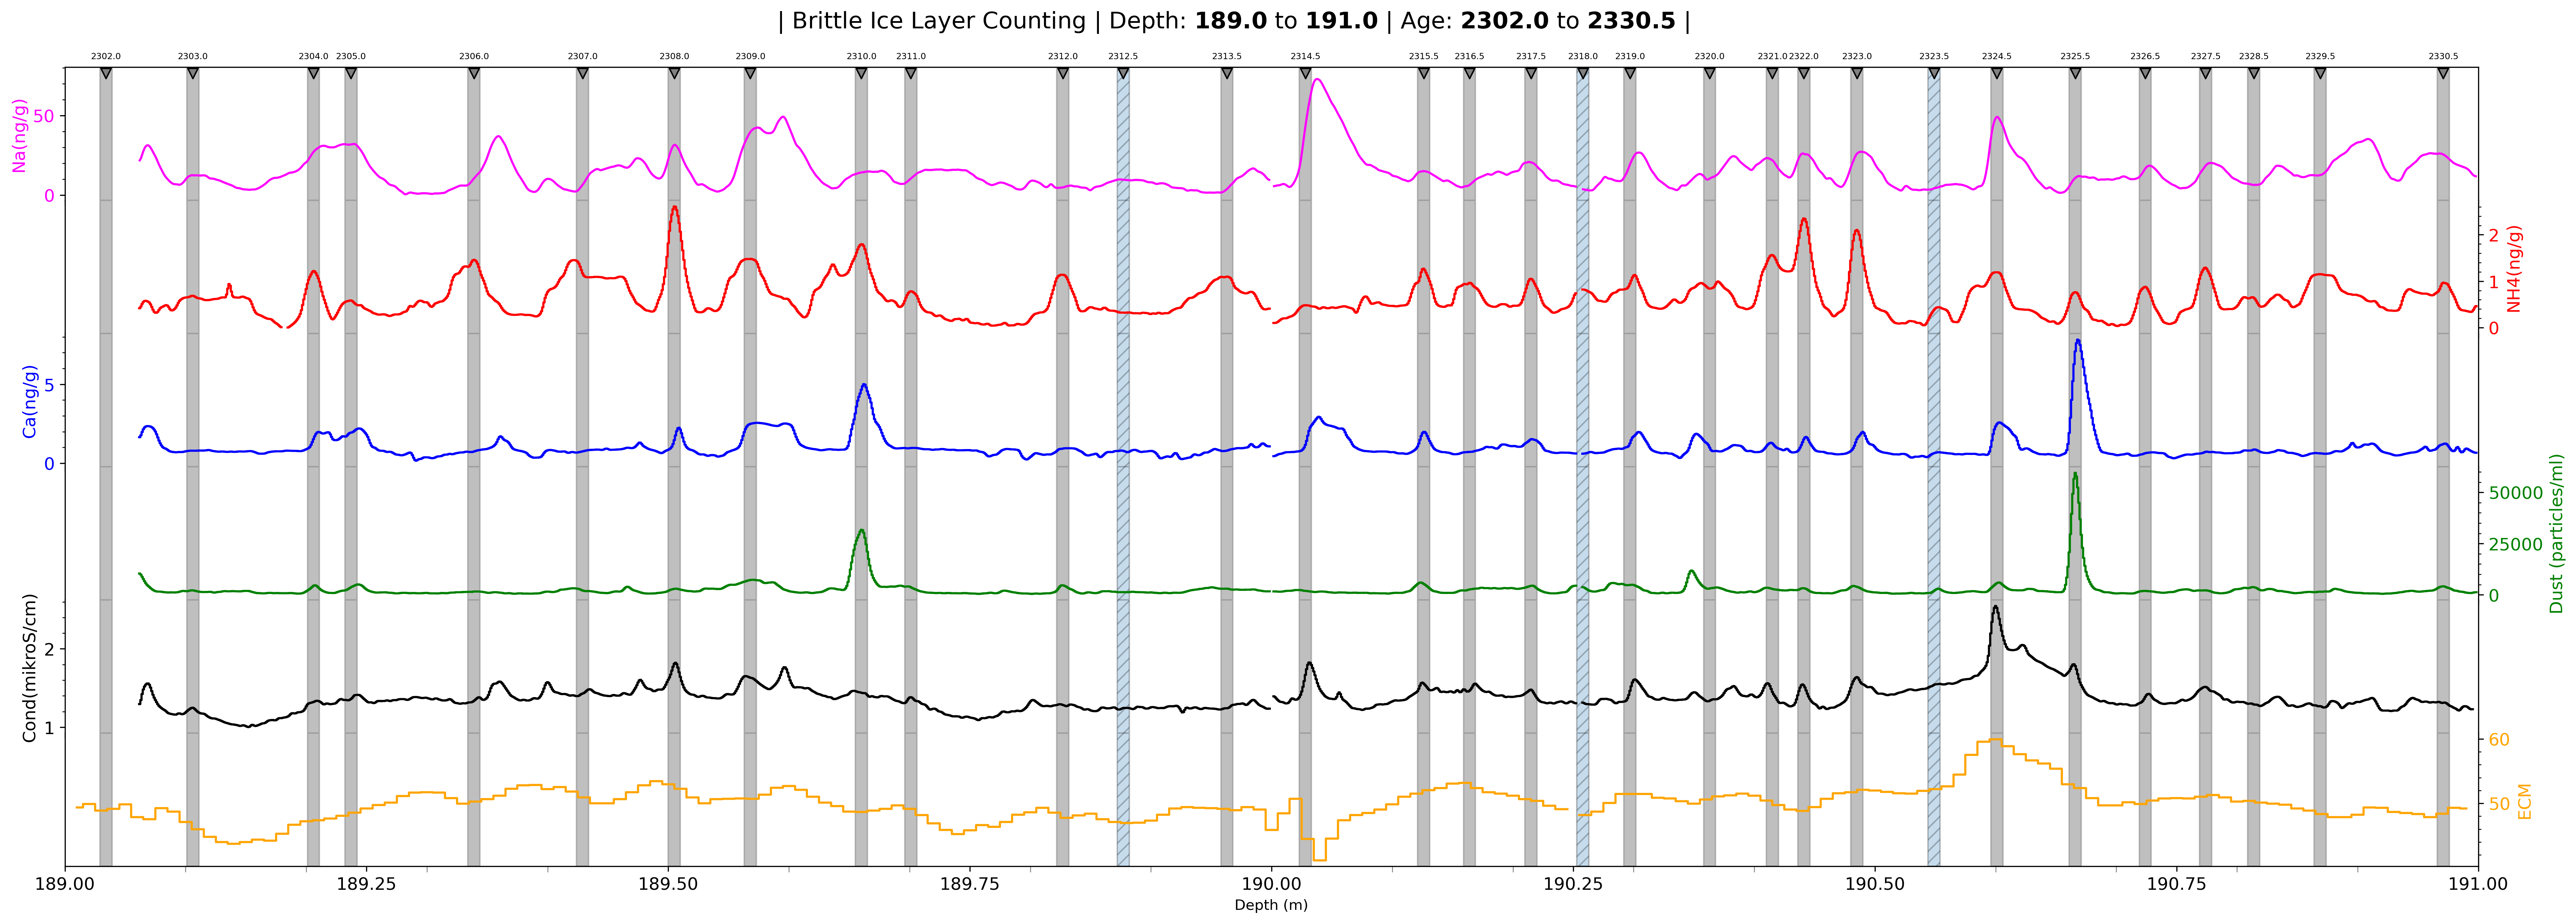 | Brittle Ice Layer Counting | Depth: 189.0 to 191.0 | Age: 2302.0 to 2330.5 |
2302.0 2303.0 2304.0 2305.0 2306.0 2307.0 2308.0 2309.0 2310.0 2311.0 2312.0 2312.5 2313.5 2314.5 2315.5 2316.5 2317.5 2318.0 2319.0 2320.0 2321.0 2322.0 2323.0 2323.5 2324.5 2325.5 2326.5 2327.5 2328.5 2329.5 2330.5
Na(ng/g)
50
0
NH4(ng/g)
2
1
0
Ca(ng/g)
5
0
Dust (particles/ml)
50000
25000
0
Cond(mikroS/cm)
2
1
ECM
60
50
189.00 189.25 189.50 189.75 190.00 190.25 190.50 190.75 191.00
Depth (m)